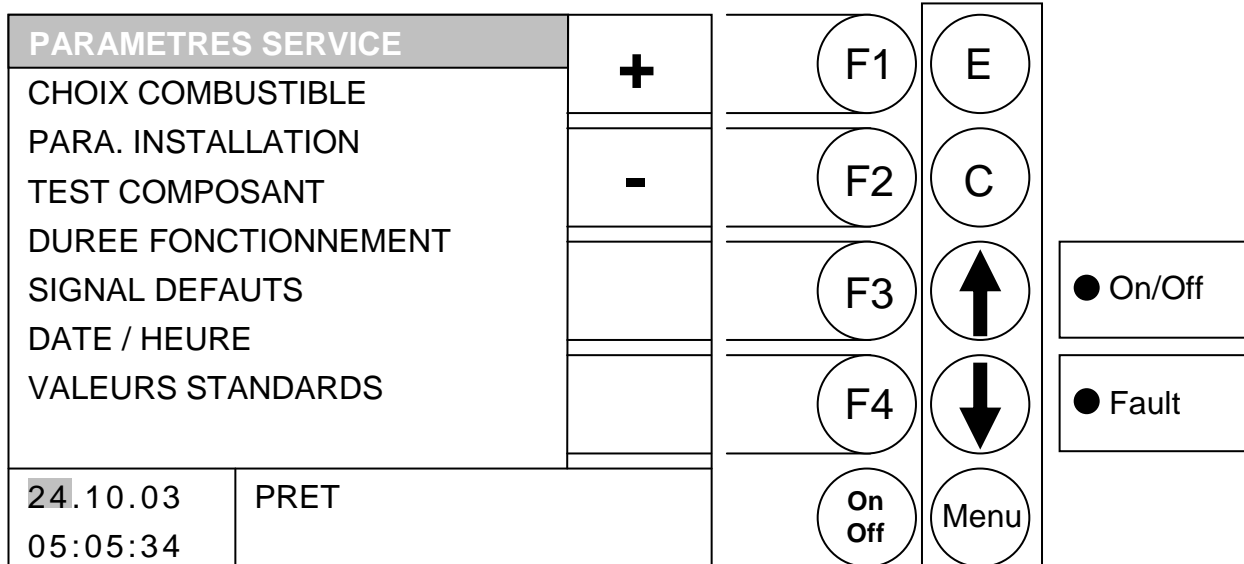 PARAMETRES SERVICE
CHOIX COMBUSTIBLE
PARA. INSTALLATION
TEST COMPOSANT
DUREE FONCTIONNEMENT
SIGNAL DEFAUTS
DATE / HEURE
VALEURS STANDARDS
24.10.03
05:05:34
PRET
+
-
F1
F2
F3
F4
On
Off
E
C
Menu
On/Off
Fault